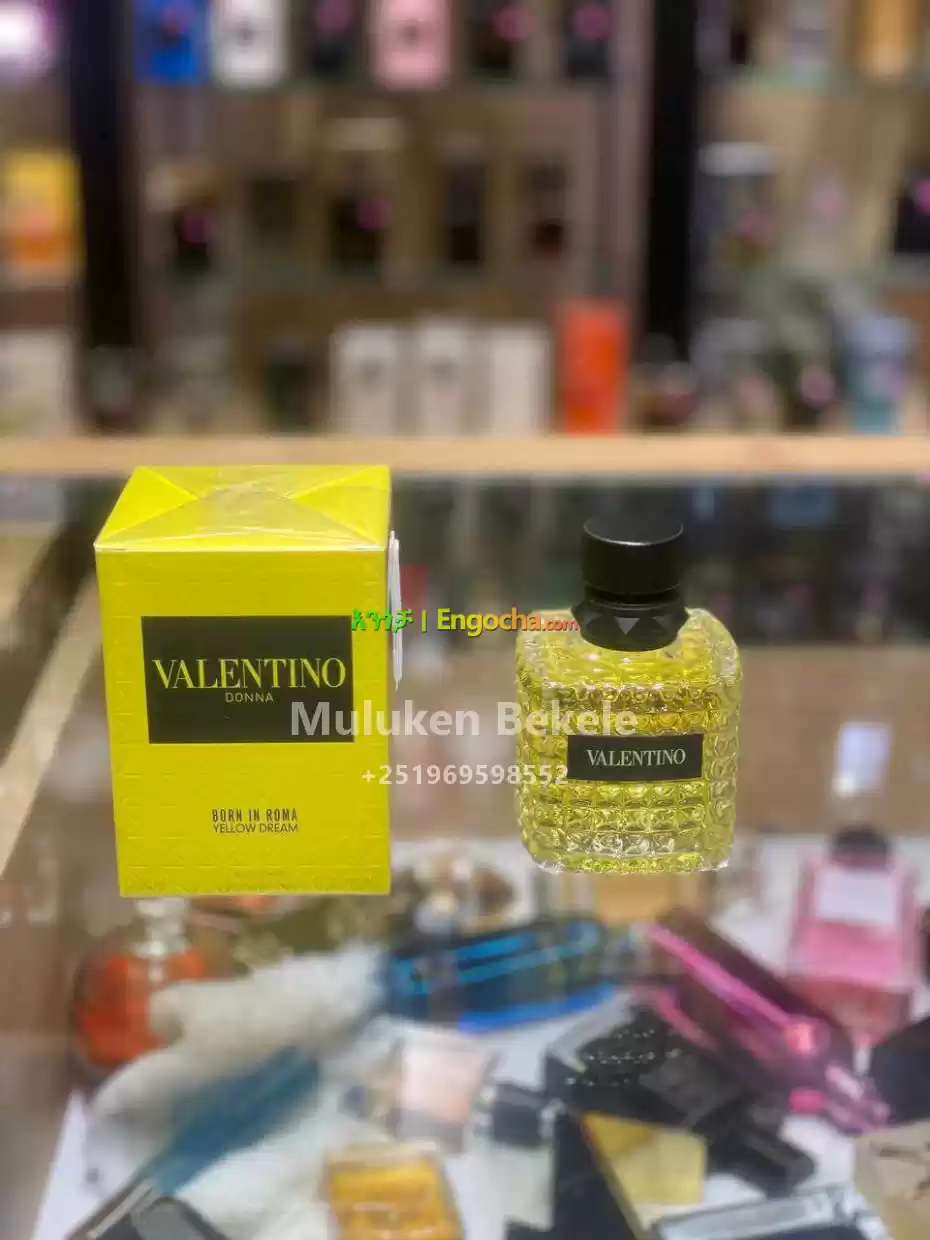 እንጎቻ | Engocha.com
VALENTINO
DONNA
Muluken Bekele
+251969598552
VALENTINO
BORN IN ROMA
YELLOW DREAM